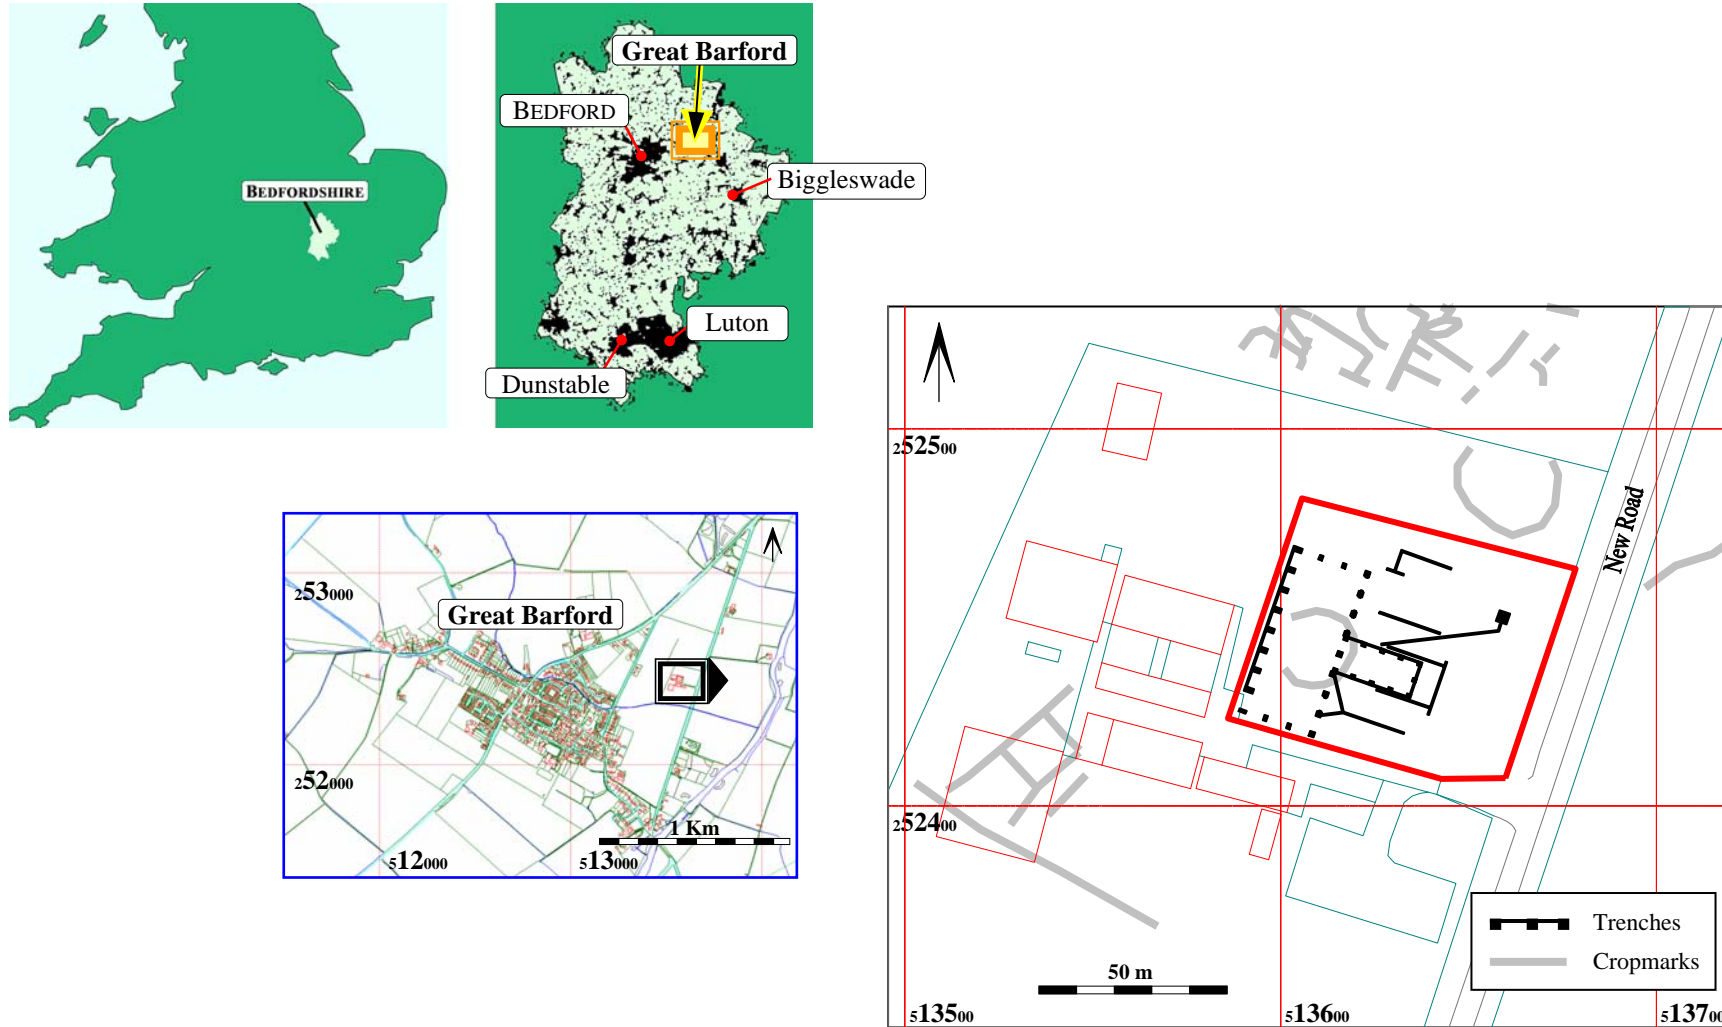 BEDFORDSHIRE
Great Barford
BEDFORD
Biggleswade
Luton
Dunstable
Great Barford
253000
252000
1 Km
512000
513000
252500
New Road
252400
50 m
513500
513600
513700
Trenches
Cropmarks